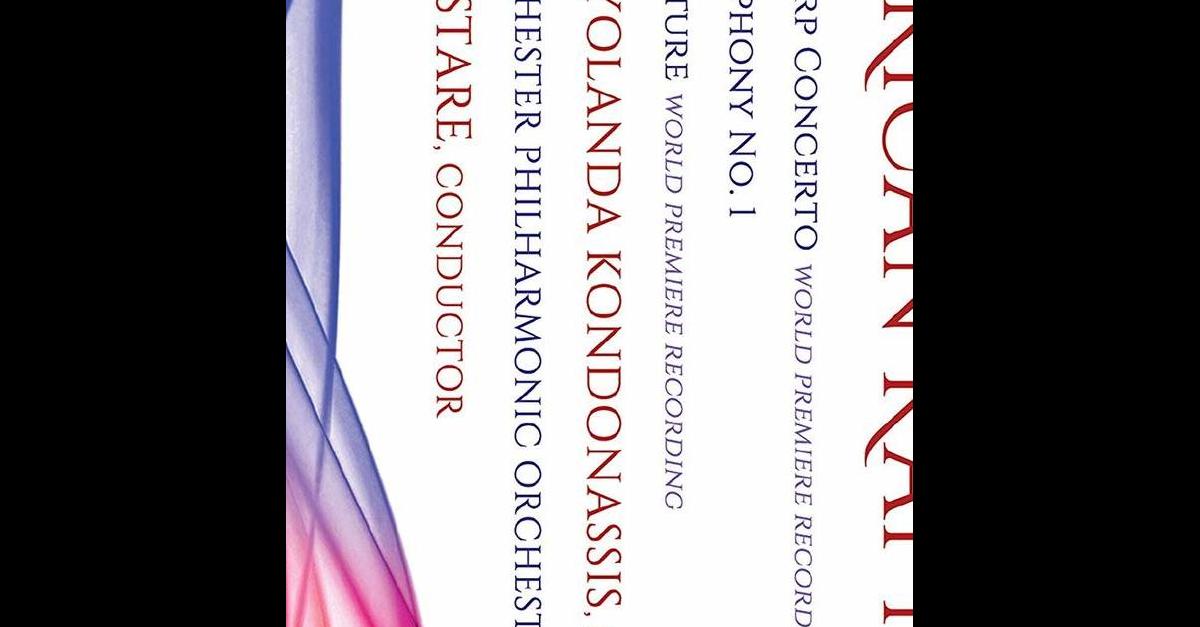 RP CONCERTO WORLD PREMIERE RECORD
PHONY NO. 1
TURE WORLD PREMIERE RECORDING
YOLANDA KONDONASSIS,
HESTER PHILHARMONIC ORCHEST
STARE, CONDUCTOR